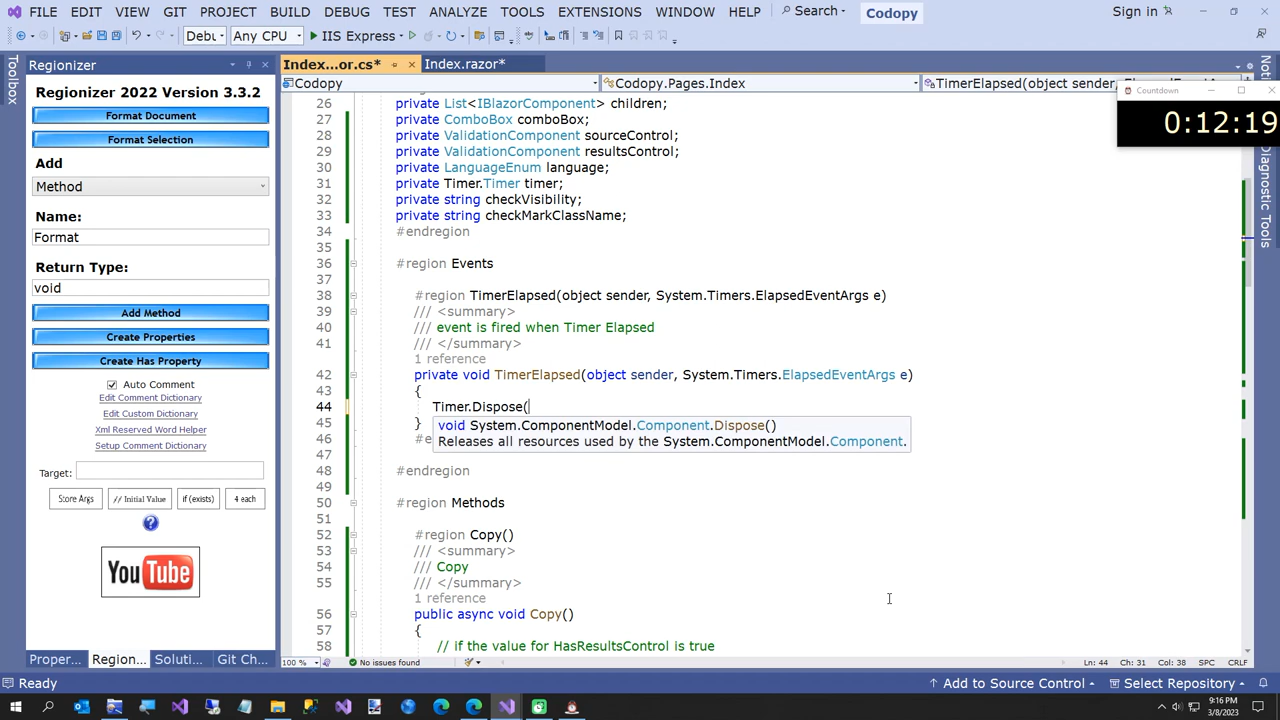 FILE EDIT VIEW GIT PROJECT BUILD DEBUG TEST ANALYZE TOOLS EXTENSIONS WINDOW HELP Search Codopy Sign in
Debu Any CPU IIS Express
Toolbox
Regionizer
Index...or.cs* Index.razor*
Codopy Codopy.Pages.Index TimerElapsed(object sender,
Countdown
0:12:19
Diagnostic Tools
Regionizer 2022 Version 3.3.2
Format Document
Format Selection
Add
Method
Name:
Format
Return Type:
void
Add Method
Create Properties
Create Has Property
Auto Comment
Edit Comment Dictionary
Edit Custom Dictionary
Xml Reserved Word Helper
Setup Comment Dictionary
Target:
Store Args // Initial Value if (exists) 4 each
?
YouTube
Proper... Region... Soluti... Git Ch...
26 private List<IBlazorComponent> children;
27 private ComboBox comboBox;
28 private ValidationComponent sourceControl;
29 private ValidationComponent resultsControl;
30 private LanguageEnum language;
31 private Timer.Timer timer;
32 private string checkVisibility;
33 private string checkMarkClassName;
34 #endregion
35
36 #region Events
37
38 #region TimerElapsed(object sender, System.Timers.ElapsedEventArgs e)
39 /// <summary>
40 /// event is fired when Timer Elapsed
41 /// </summary>
1 reference
42 private void TimerElapsed(object sender, System.Timers.ElapsedEventArgs e)
43 {
44 Timer.Dispose(
void System.ComponentModel.Component.Dispose()
Releases all resources used by the System.ComponentModel.Component.
45 }
46 #e
47
48 #endregion
49
50 #region Methods
51
52 #region Copy()
53 /// <summary>
54 /// Copy
55 /// </summary>
1 reference
56 public async void Copy()
57 {
58 // if the value for HasResultsControl is true
100 % No issues found Ln: 44 Ch: 31 Col: 38 SPC CRLF
Ready Add to Source Control Select Repository
9:16 PM
3/8/2023